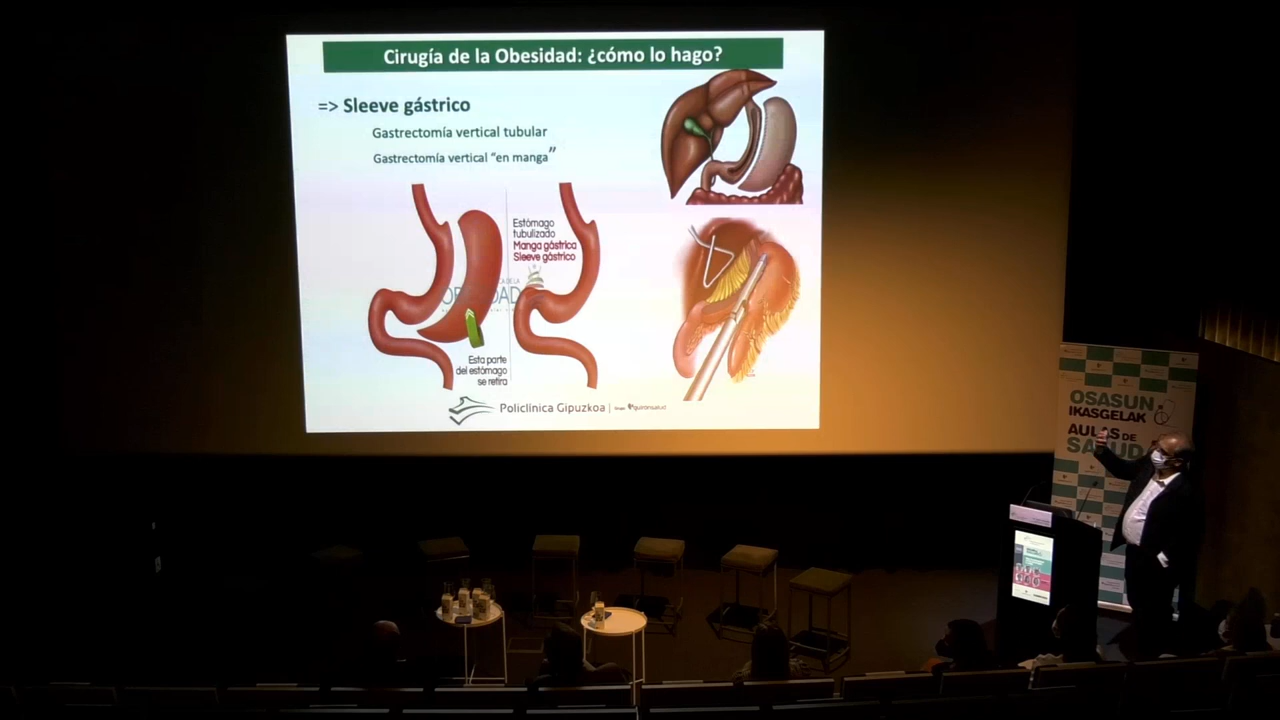 Cirugía de la Obesidad: ¿cómo lo hago?
=> Sleeve gástrico
Gastrectomía vertical tubular
Gastrectomía vertical “en manga”
Estómago
tubulizado
Manga gástrica
Sleeve gástrico
Esta parte
del estómago
se retira
Policlínica Gipuzkoa
quironsalud
OSASUN
IKASGELAK
AULAS DE
SALUD